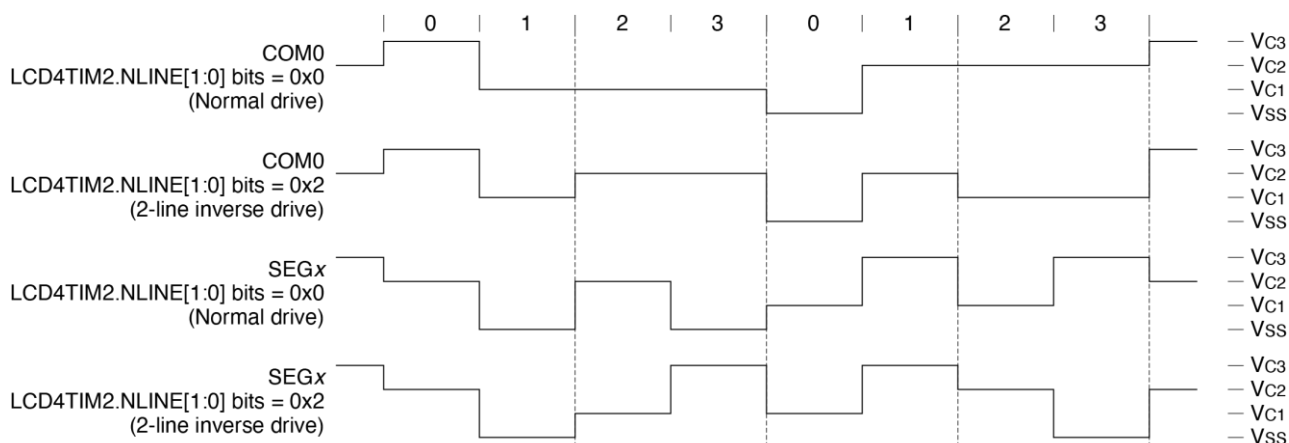 0 1 2 3 0 1 2 3
COM0
LCD4TIM2.NLINE[1:0] bits = 0x0
(Normal drive)
VC3
VC2
VC1
VSS
COM0
LCD4TIM2.NLINE[1:0] bits = 0x2
(2-line inverse drive)
VC3
VC2
VC1
VSS
SEGx
LCD4TIM2.NLINE[1:0] bits = 0x0
(Normal drive)
VC3
VC2
VC1
VSS
SEGx
LCD4TIM2.NLINE[1:0] bits = 0x2
(2-line inverse drive)
VC3
VC2
VC1
VSS